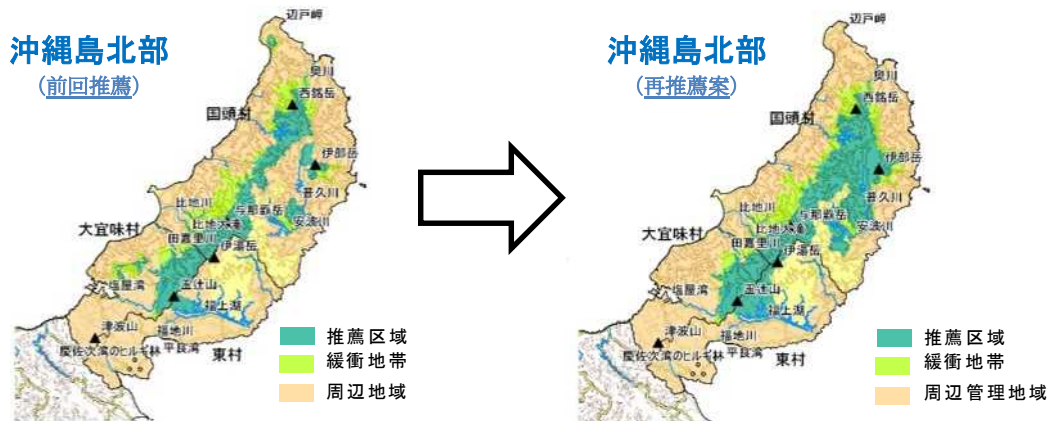 沖縄島北部
(前回推薦)
辺戸岬
奥川
西銘岳
国頭村
伊部岳
普久川
比地川
与那覇岳
安波川
比地大滝
大宜味村
田嘉里川
伊湯岳
塩屋湾
玉辻山
福上湖
津波山
福地川
慶佐次湾のヒルギ林
平良湾
東村
推薦区域
緩衝地帯
周辺地域
沖縄島北部
(再推薦案)
辺戸岬
奥川
西銘岳
国頭村
伊部岳
普久川
比地川
与那覇岳
安波川
比地大滝
大宜味村
田嘉里川
伊湯岳
塩屋湾
玉辻山
福上湖
津波山
福地川
慶佐次湾のヒルギ林
平良湾
東村
推薦区域
緩衝地帯
周辺管理地域